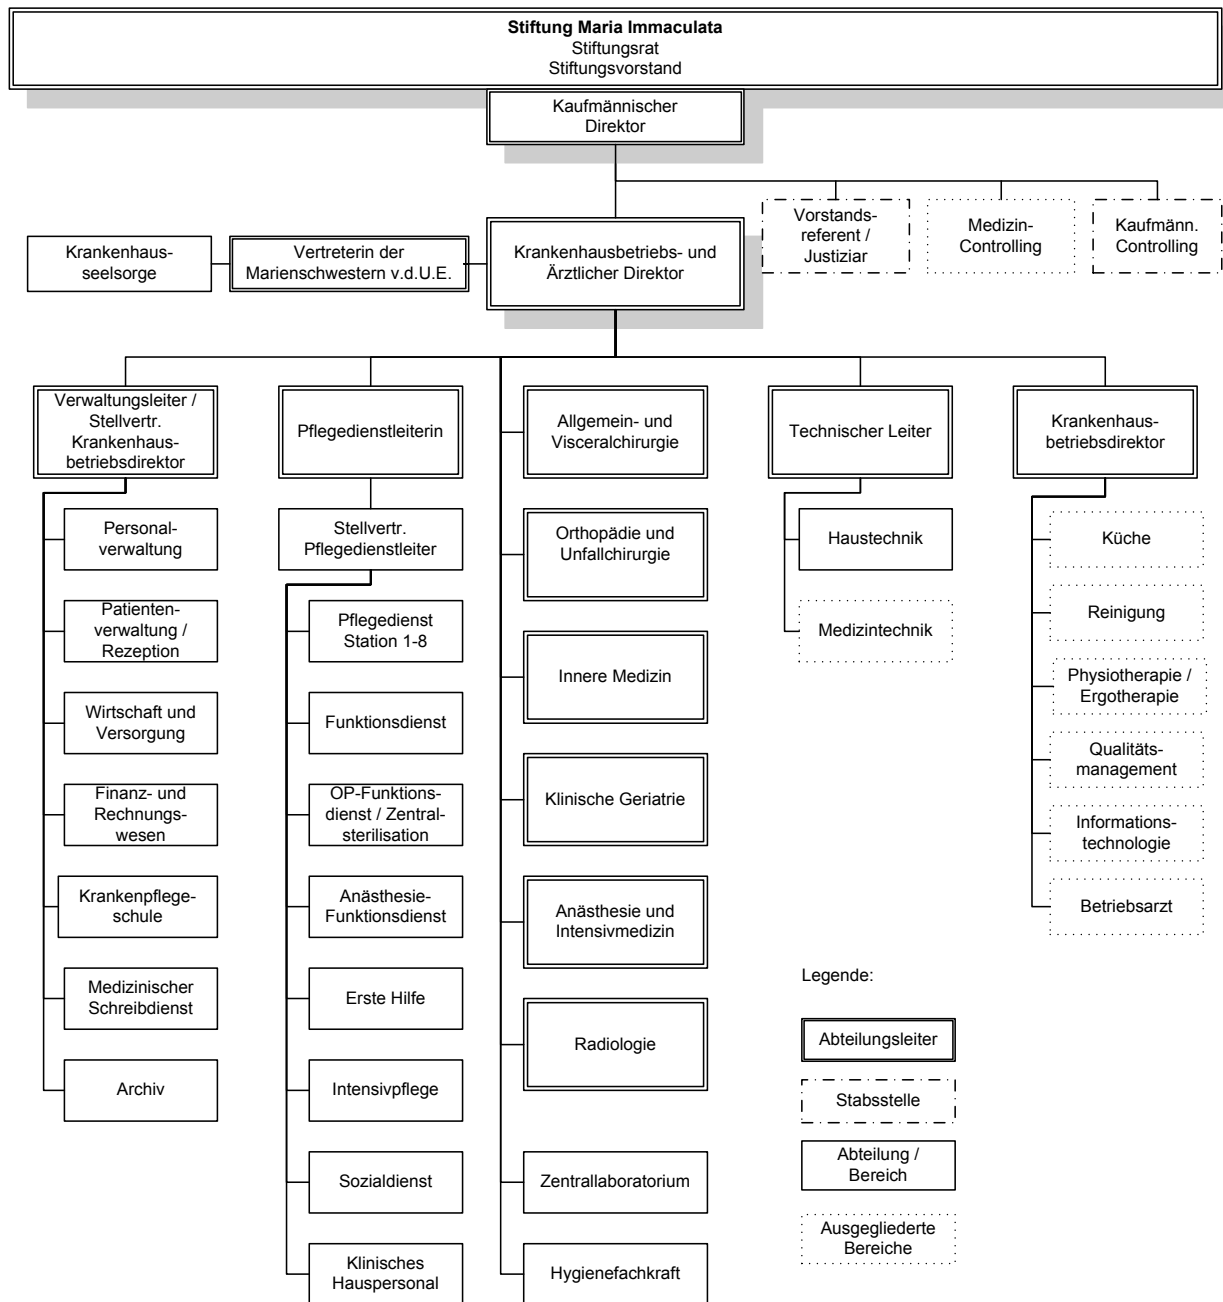 Stiftung Maria Immaculata
Stiftungsrat
Stiftungsvorstand
Kaufmännischer
Direktor
Vorstands-
referent /
Justiziar
Medizin-
Controlling
Kaufmänn.
Controlling
Krankenhaus-
seelsorge
Vertreterin der
Marienschwestern v.d.U.E.
Krankenhausbetriebs- und
Ärztlicher Direktor
Verwaltungsleiter /
Stellvertr.
Krankenhaus-
betriebsdirektor
Personal-
verwaltung
Patienten-
verwaltung /
Rezeption
Wirtschaft und
Versorgung
Finanz- und
Rechnungs-
wesen
Krankenpflege-
schule
Medizinischer
Schreibdienst
Archiv
Pflegedienstleiterin
Stellvertr.
Pflegedienstleiter
Pflegedienst
Station 1-8
Funktionsdienst
OP-Funktions-
dienst / Zentral-
sterilisation
Anästhesie-
Funktionsdienst
Erste Hilfe
Intensivpflege
Sozialdienst
Klinisches
Hauspersonal
Allgemein- und
Visceralchirurgie
Orthopädie und
Unfallchirurgie
Innere Medizin
Klinische Geriatrie
Anästhesie und
Intensivmedizin
Radiologie
Zentrallaboratorium
Hygienefachkraft
Technischer Leiter
Haustechnik
Medizintechnik
Krankenhaus-
betriebsdirektor
Küche
Reinigung
Physiotherapie /
Ergotherapie
Qualitäts-
management
Informations-
technologie
Betriebsarzt
Legende:
Abteilungsleiter
Stabsstelle
Abteilung /
Bereich
Ausgegliederte
Bereiche